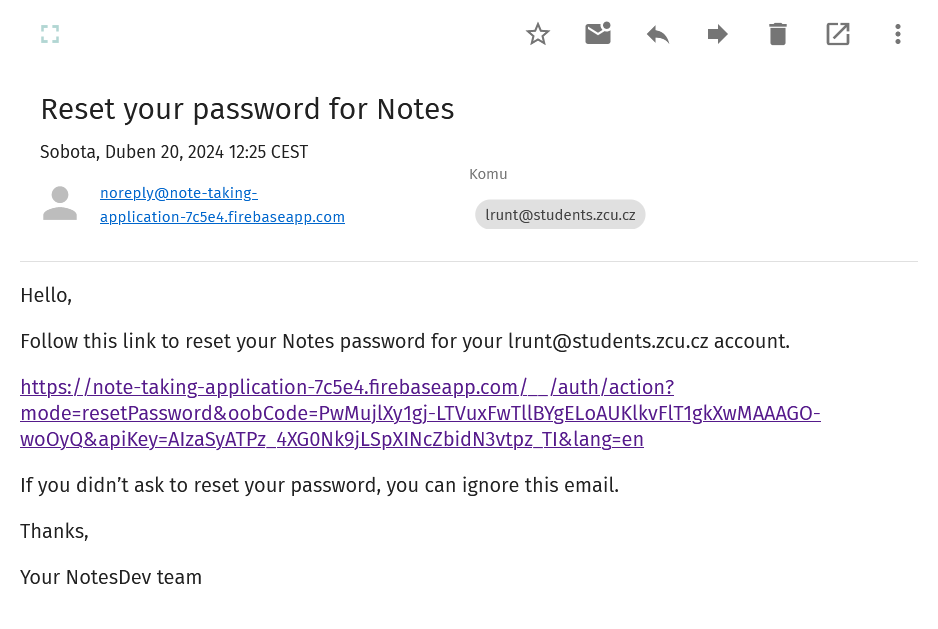 Reset your password for Notes
Sobota, Duben 20, 2024 12:25 CEST
noreply@note-taking-
application-7c5e4.firebaseapp.com
Komu
lrunt@students.zcu.cz
Hello,
Follow this link to reset your Notes password for your lrunt@students.zcu.cz account.
https://note-taking-application-7c5e4.firebaseapp.com/__/auth/action?
mode=resetPassword&oobCode=PwMujlXy1gj-LTVuxFwTllBYgELoAUKlkvFlT1gkXwMAAAGO-
woOyQ&apiKey=AIzaSyATPz_4XG0Nk9jLSpXINcZbidN3vtpz_TI&lang=en
If you didn’t ask to reset your password, you can ignore this email.
Thanks,
Your NotesDev team